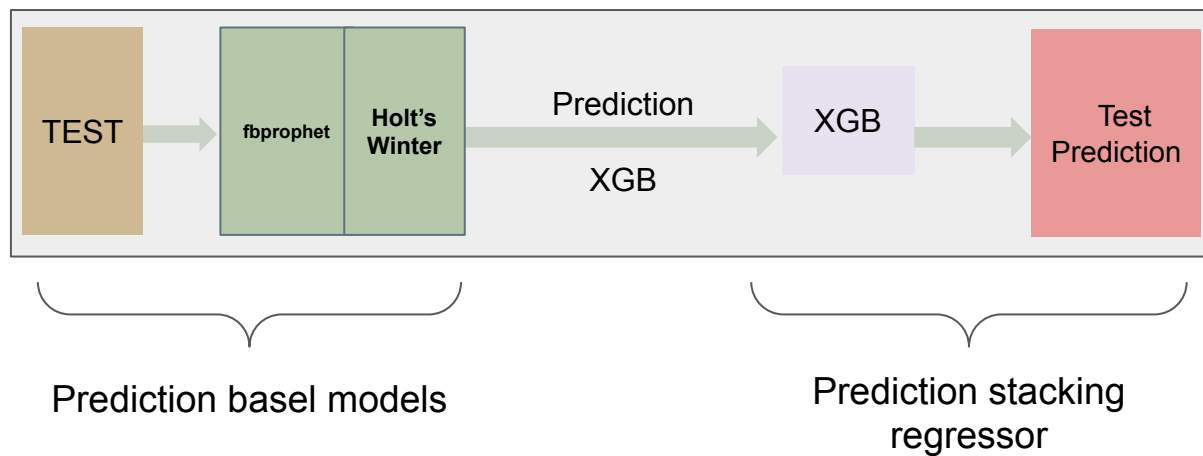 TEST
fbprophet
Holt’s
Winter
Prediction
XGB
XGB
Test
Prediction
Prediction basel models
Prediction stacking
regressor